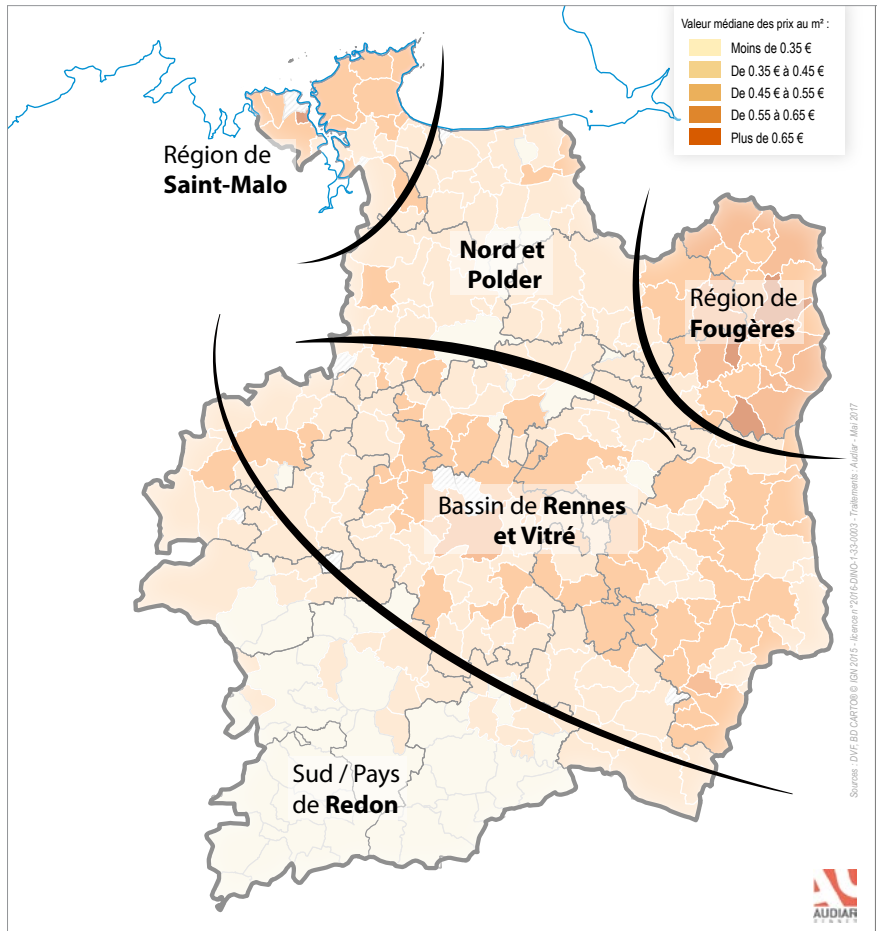 Valeur médiane des prix au m² :
Moins de 0.35 €
De 0.35 € à 0.45 €
De 0.45 € à 0.55 €
De 0.55 à 0.65 €
Plus de 0.65 €
Région de
Saint-Malo
Nord et
Polder
Région de
Fougères
Bassin de Rennes
et Vitré
Sud / Pays
de Redon
Sources : DVF, BD CARTO® © IGN 2015 - licence n°2016-DINO-1-33-0003 - Traitements : Audiar - Mai 2017
AUDIAR
RENNES